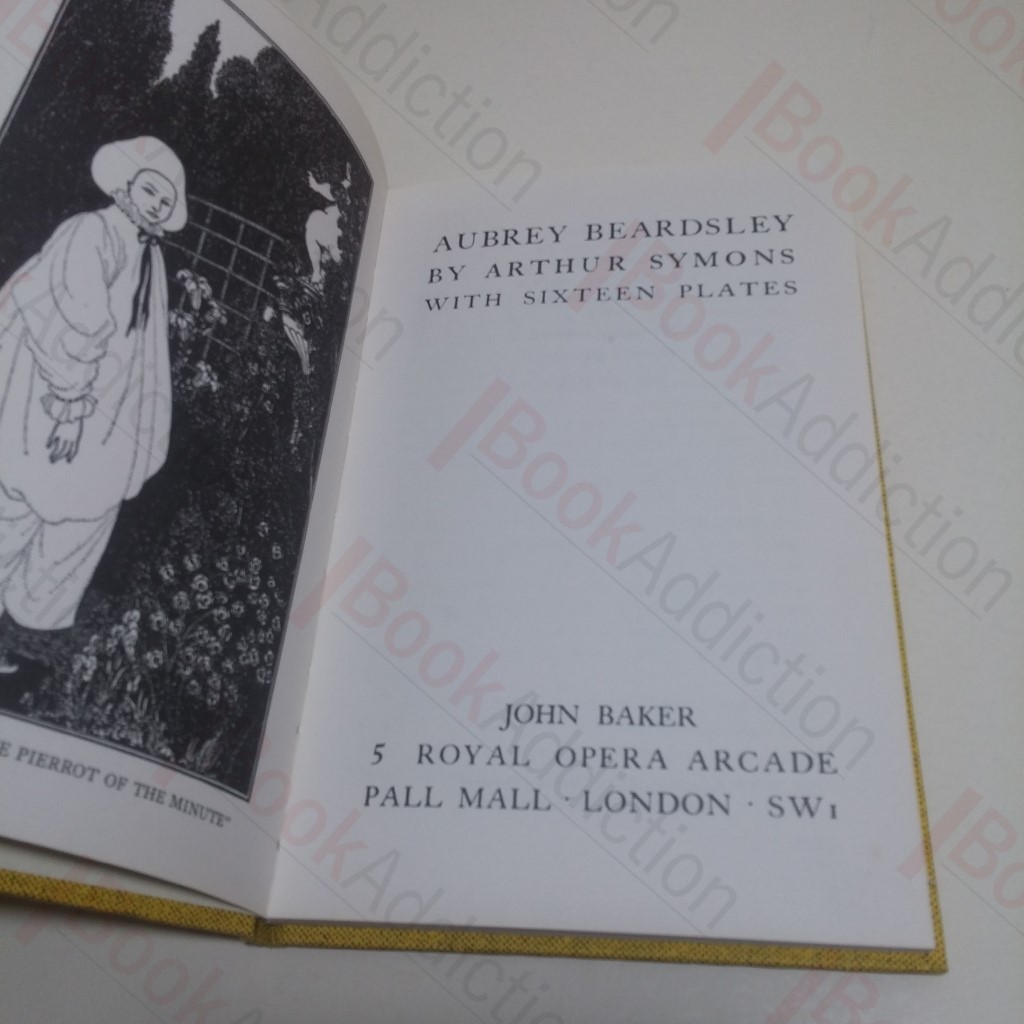 PIERROT OF THE MINUTE"
AUBREY BEARDSLEY
BY ARTHUR SYMONS
WITH SIXTEEN PLATES
JOHN BAKER
5 ROYAL OPERA ARCADE
PALL MALL · LONDON · SW1
BookAddiction